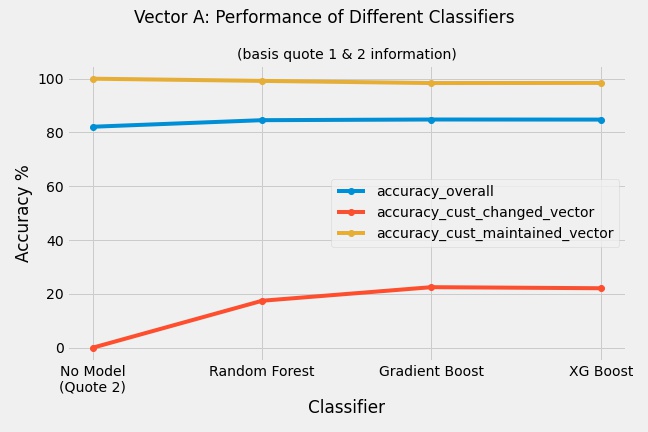 Vector A: Performance of Different Classifiers
(basis quote 1 & 2 information)
100
80
60
40
20
0
Accuracy %
accuracy_overall
accuracy_cust_changed_vector
accuracy_cust_maintained_vector
No Model
(Quote 2)
Random Forest
Gradient Boost
XG Boost
Classifier